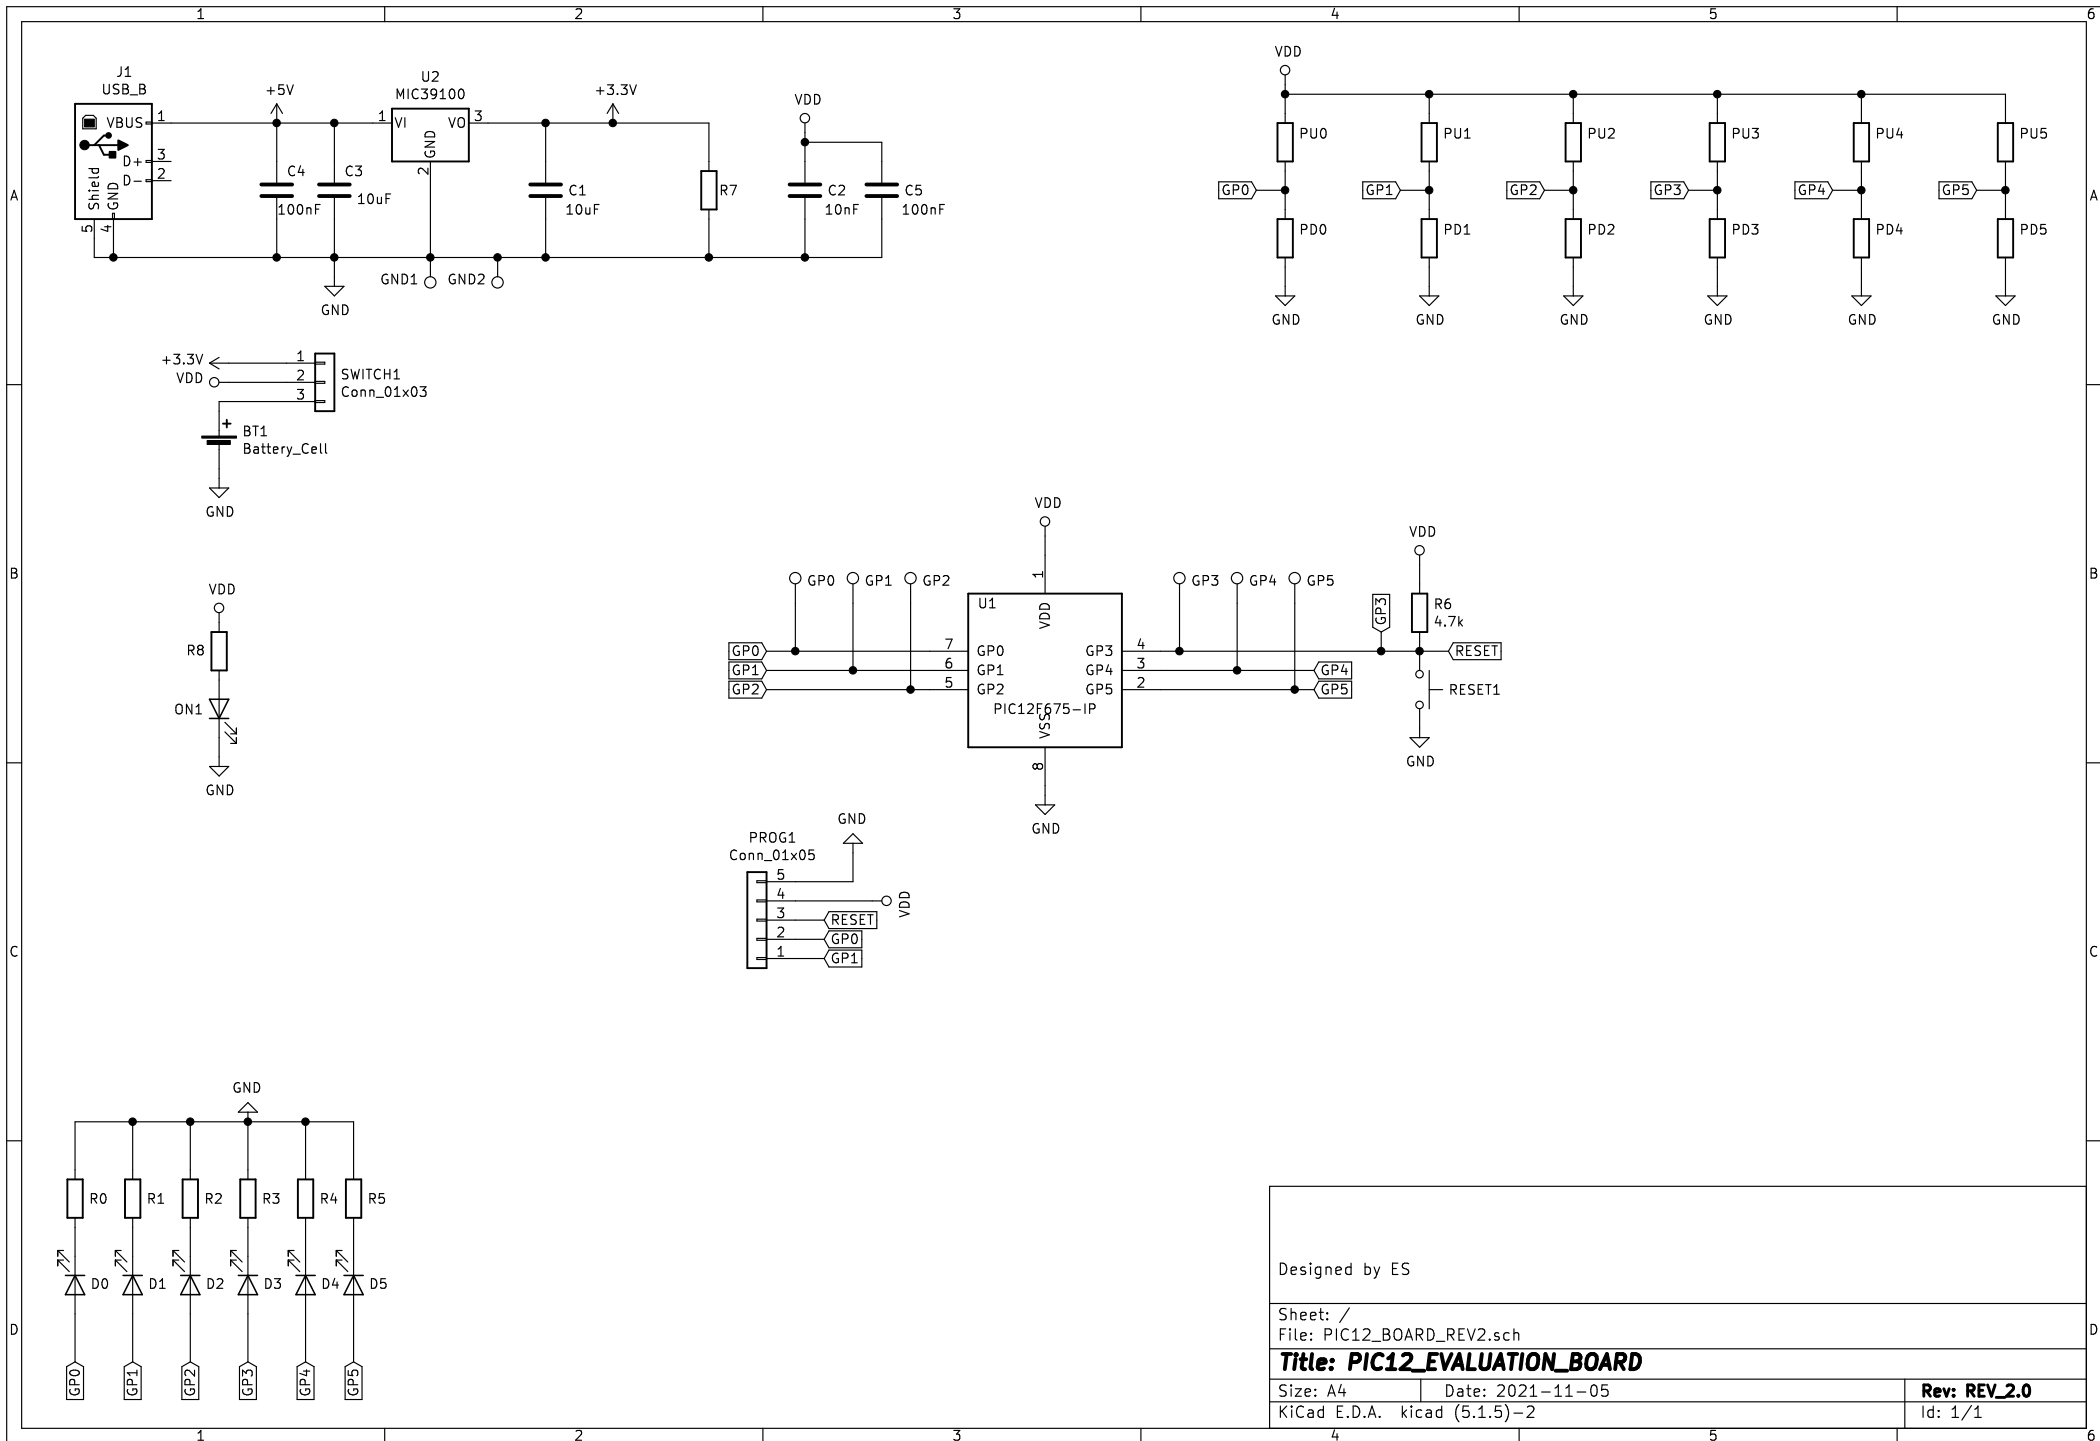 1 2 3 4 5 6
A
B
C
D
J1
USB_B
VBUS 1
D+ 3
D- 2
Shield
GND
5
4
+5V
C4
100nF
C3
10uF
U2
MIC39100
1 VI
VO 3
GND
2
+3.3V
C1
10uF
R7
VDD
C2
10nF
C5
100nF
GND
GND1
GND2
VDD
PU0 PU1 PU2 PU3 PU4 PU5
GP0 GP1 GP2 GP3 GP4 GP5
PD0 PD1 PD2 PD3 PD4 PD5
GND GND GND GND GND GND
A
B
C
D
+3.3V 1
VDD 2
3
SWITCH1
Conn_01x03
+
BT1
Battery_Cell
GND
VDD
R8
ON1
GND
VDD
1
GP0 GP1 GP2
GP3 GP4 GP5
U1
VDD
GP0 7 GP0
GP1 6 GP1
GP2 5 GP2
GP3 4
GP4 3 GP4
GP5 2 GP5
PIC12F675-IP
VSS
8
GND
GP3
VDD
R6
4.7k
RESET
RESET1
GND
PROG1
Conn_01x05
GND
5
4 VDD
3 RESET
2 GP0
1 GP1
GND
R0 R1 R2 R3 R4 R5
D0 D1 D2 D3 D4 D5
GP0 GP1 GP2 GP3 GP4 GP5
Designed by ES
Sheet: /
File: PIC12_BOARD_REV2.sch
Title: PIC12_EVALUATION_BOARD
Size: A4 Date: 2021-11-05 Rev: REV_2.0
KiCad E.D.A. kicad (5.1.5)-2 Id: 1/1
1 2 3 4 5 6